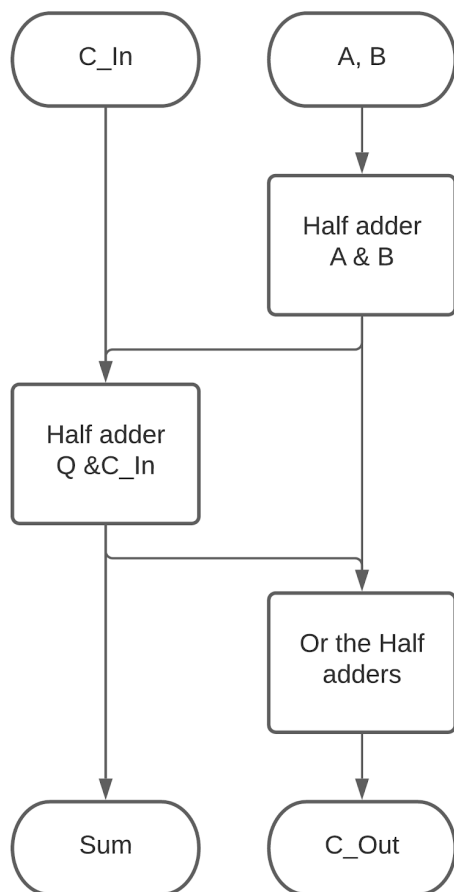 C_In
A, B
Half adder
A & B
Half adder
Q &C_In
Or the Half
adders
Sum
C_Out